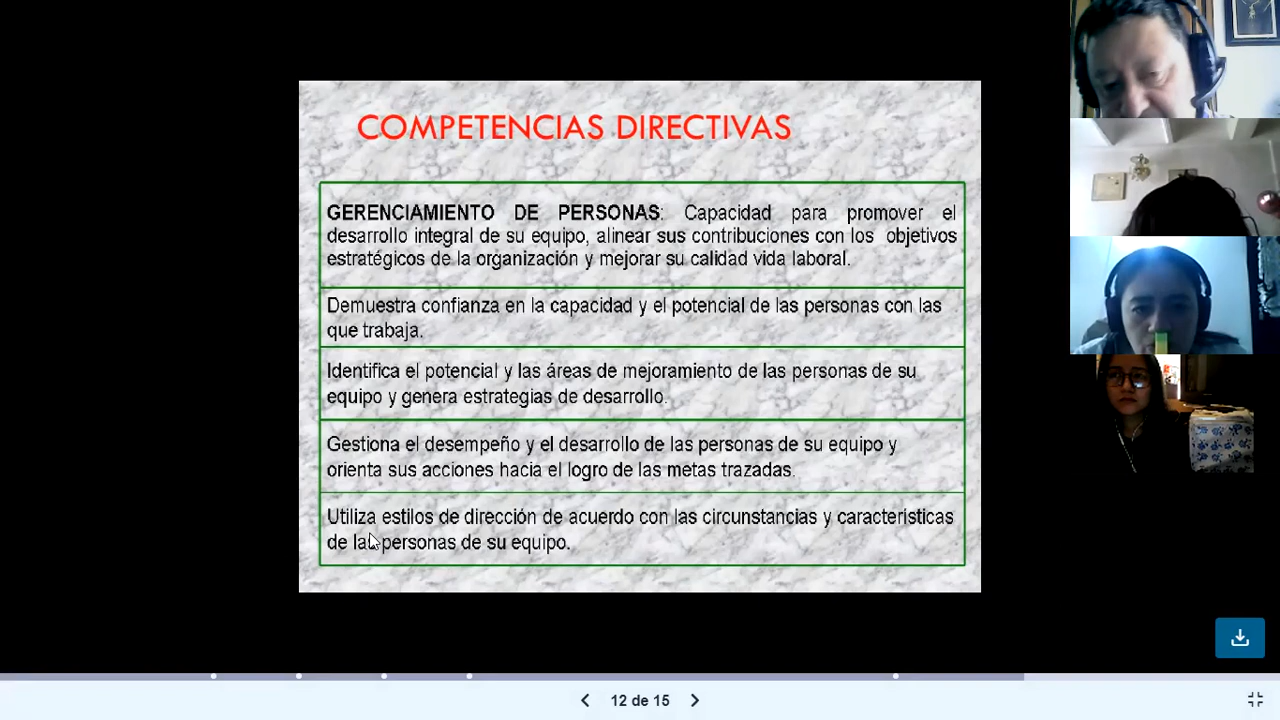 COMPETENCIAS DIRECTIVAS
GERENCIAMIENTO DE PERSONAS: Capacidad para promover el
desarrollo integral de su equipo, alinear sus contribuciones con los objetivos
estratégicos de la organización y mejorar su calidad vida laboral.
Demuestra confianza en la capacidad y el potencial de las personas con las
que trabaja.
Identifica el potencial y las áreas de mejoramiento de las personas de su
equipo y genera estrategias de desarrollo.
Gestiona el desempeño y el desarrollo de las personas de su equipo y
orienta sus acciones hacia el logro de las metas trazadas.
Utiliza estilos de dirección de acuerdo con las circunstancias y características
de las personas de su equipo.
12 de 15